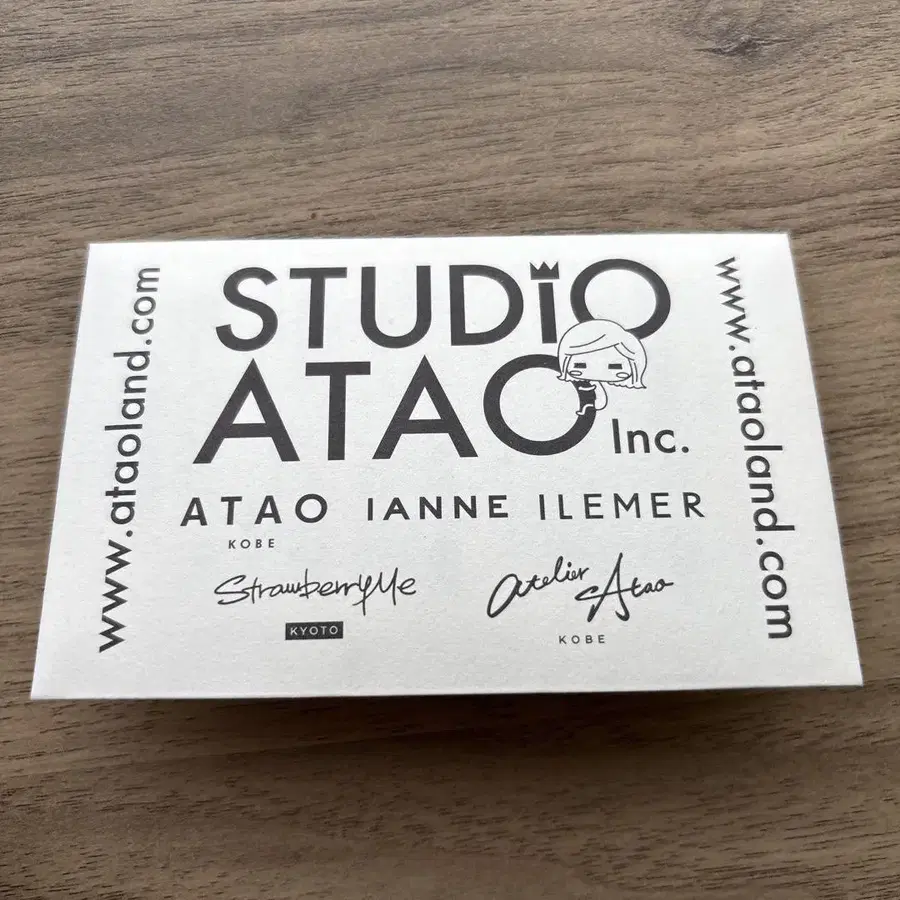 www.ataoland.com
STUDIO
ATAO Inc.
ATAO IANNE ILEMER
KOBE
StrawberryMe
KYOTO
atelier Atao
KOBE
www.ataoland.com